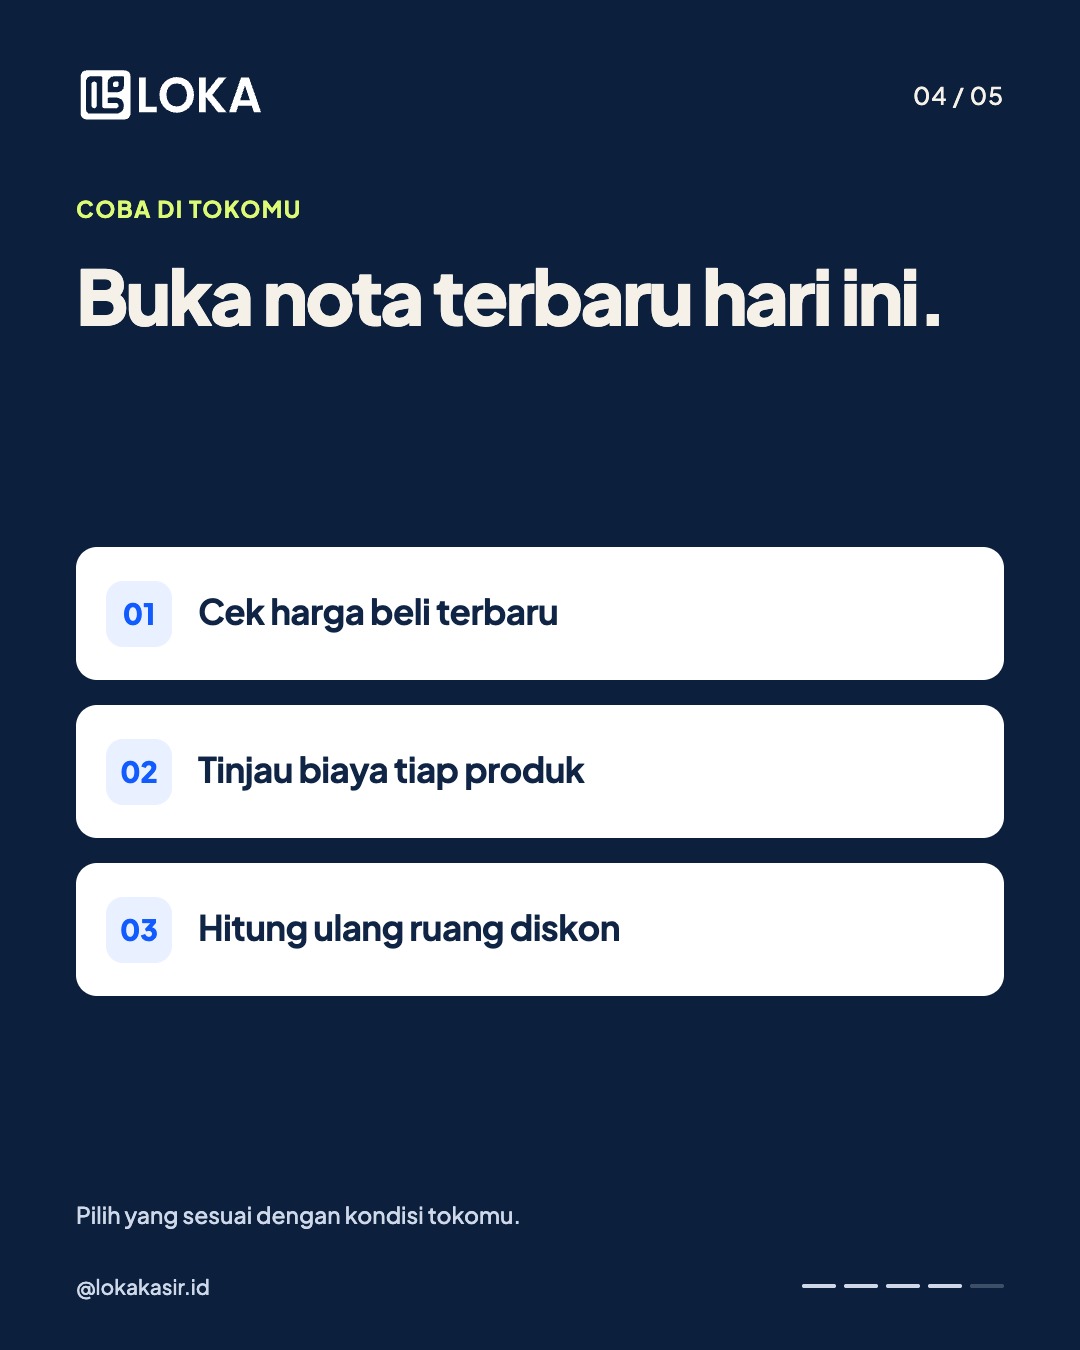 LOKA
04 / 05
COBA DI TOKOMU
Buka nota terbaru hari ini.
01 Cek harga beli terbaru
02 Tinjau biaya tiap produk
03 Hitung ulang ruang diskon
Pilih yang sesuai dengan kondisi tokomu.
@lokakasir.id